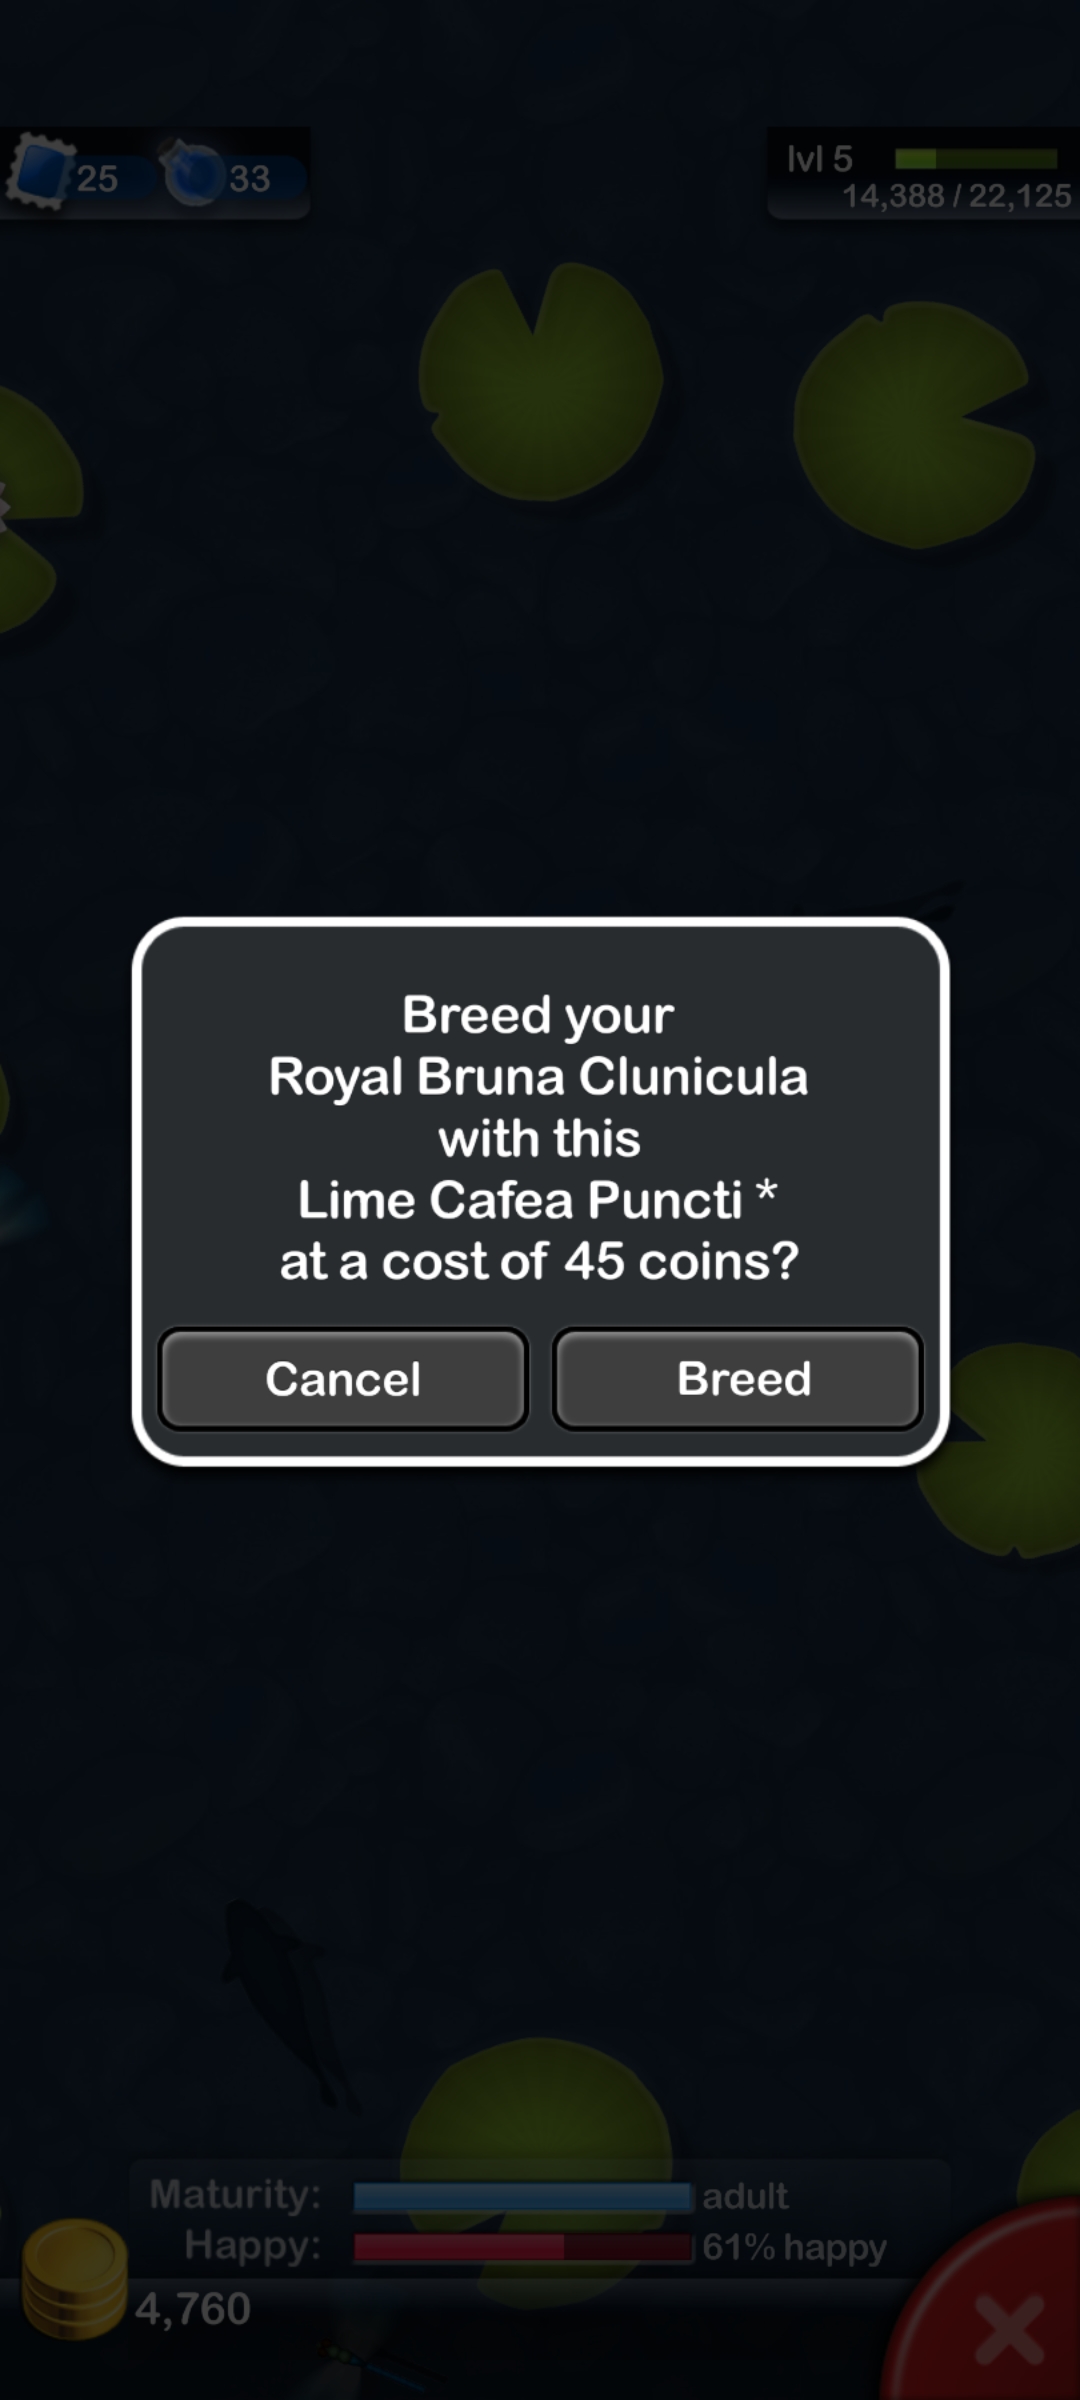 25
33
lvl 5
14,388 / 22,125
Breed your
Royal Bruna Clunicula
with this
Lime Cafea Puncti *
at a cost of 45 coins?
Cancel
Breed
Maturity: adult
Happy: 61% happy
4,760